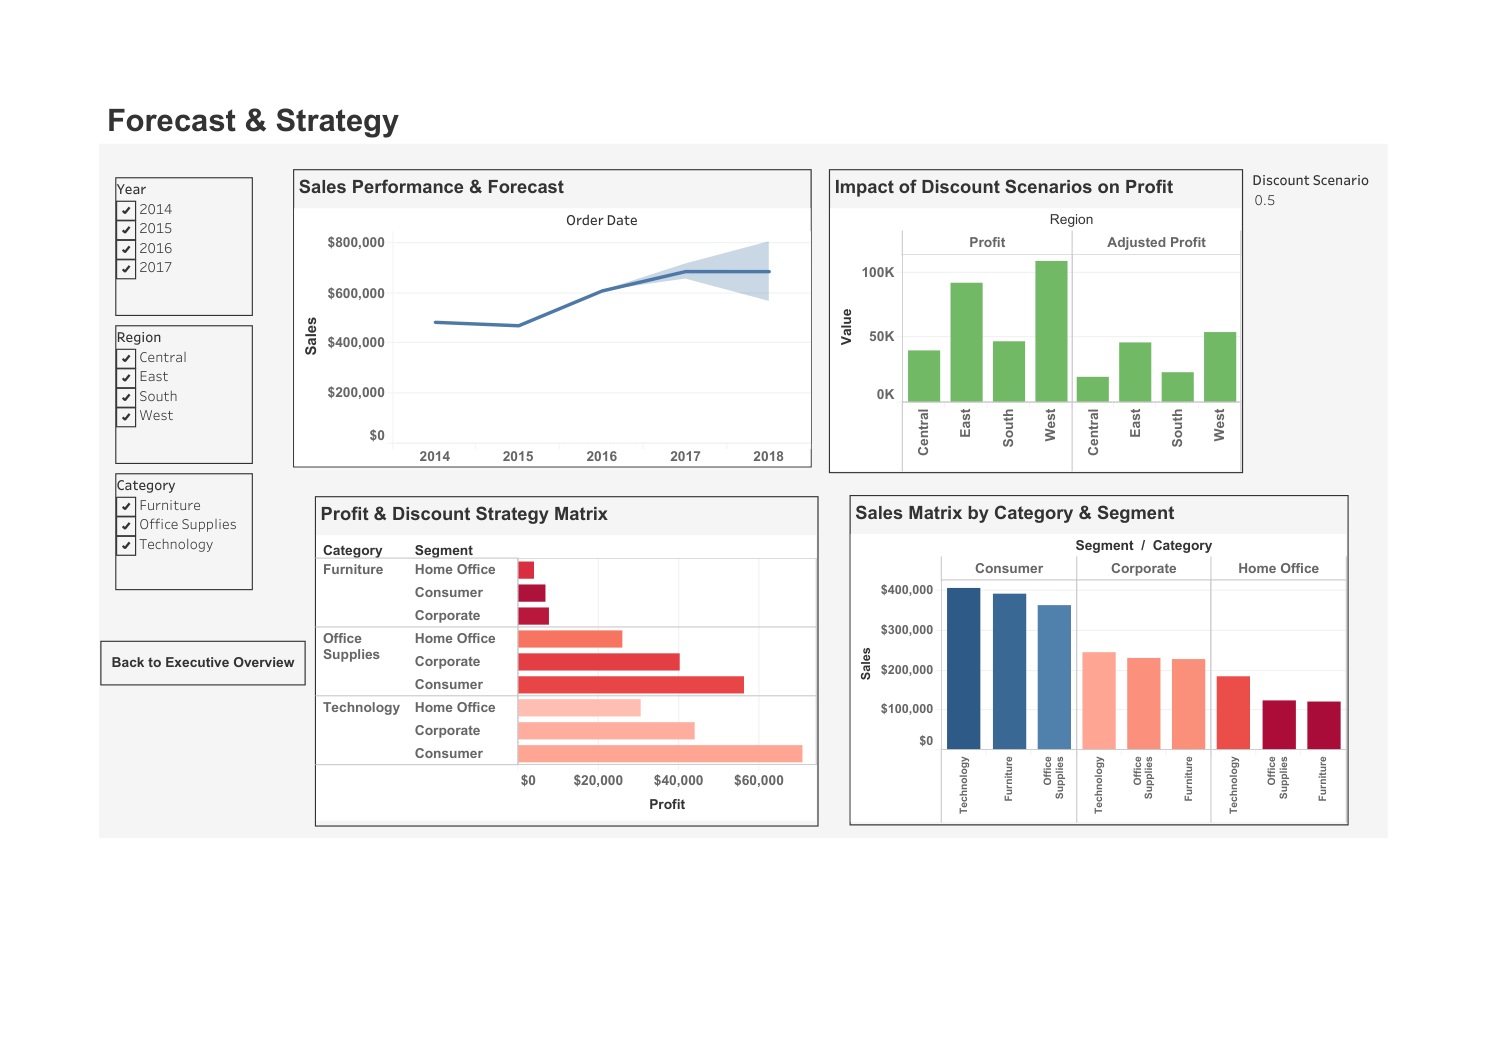 Forecast & Strategy
Year
2014
2015
2016
2017
Region
Central
East
South
West
Category
Furniture
Office Supplies
Technology
Back to Executive Overview
Sales Performance & Forecast
Order Date
$800,000
$600,000
$400,000
$200,000
$0
Sales
2014 2015 2016 2017 2018
Impact of Discount Scenarios on Profit
Region
Profit Adjusted Profit
100K
50K
0K
Value
Central East South West Central East South West
Discount Scenario
0.5
Profit & Discount Strategy Matrix
Category Segment
Furniture Home Office
Consumer
Corporate
Office Home Office
Supplies Corporate
Consumer
Technology Home Office
Corporate
Consumer
$0 $20,000 $40,000 $60,000
Profit
Sales Matrix by Category & Segment
Segment / Category
Consumer Corporate Home Office
$400,000
$300,000
$200,000
$100,000
$0
Sales
Technology Furniture Office Supplies Technology Office Supplies Furniture Technology Office Supplies Furniture